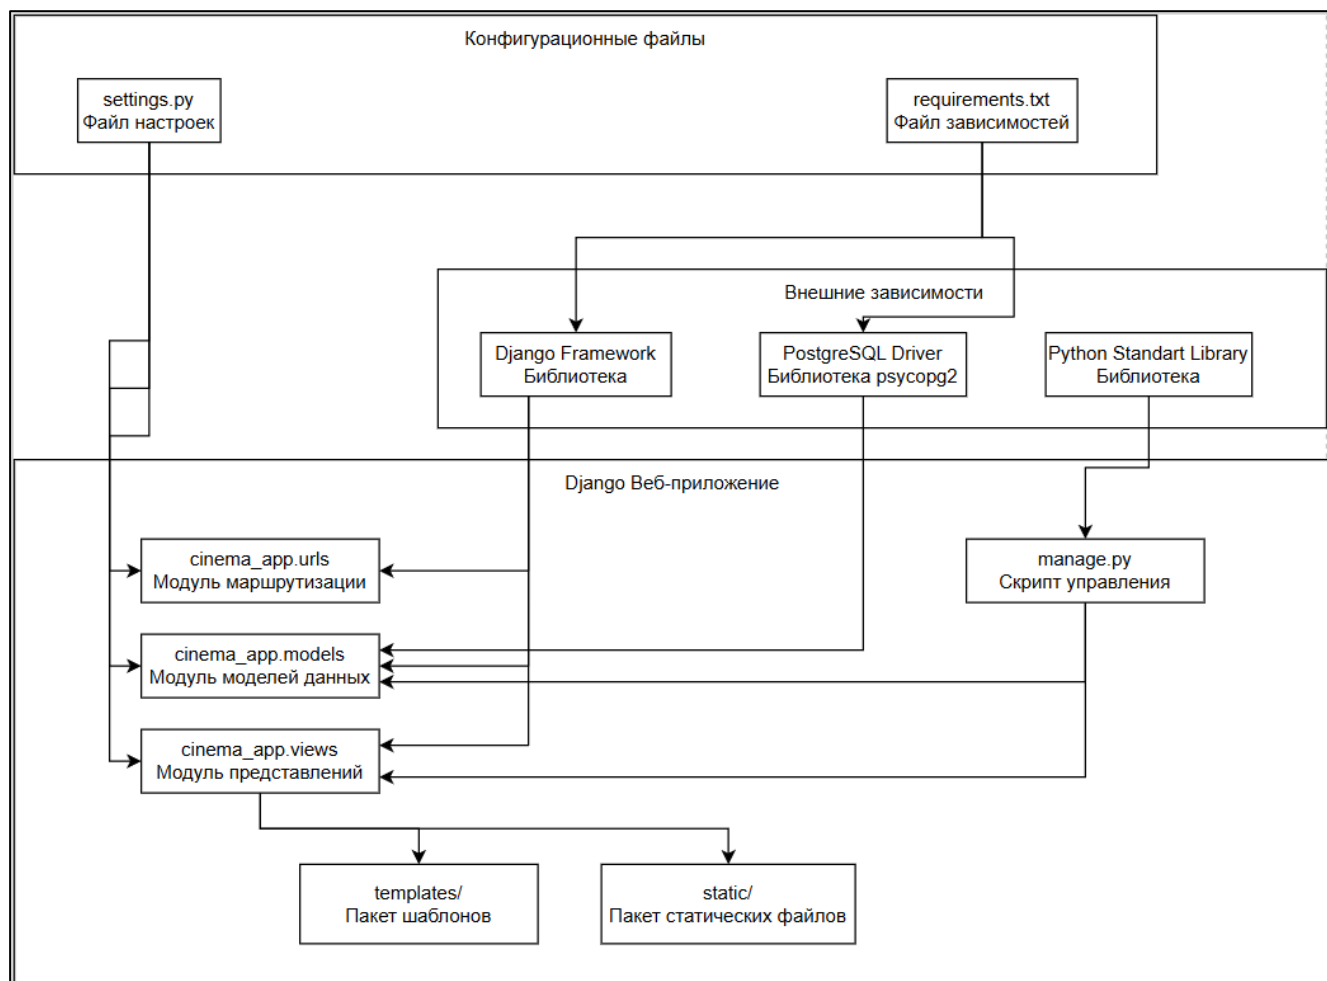 Конфигурационные файлы
settings.py
Файл настроек
requirements.txt
Файл зависимостей
Внешние зависимости
Django Framework
Библиотека
PostgreSQL Driver
Библиотека psycopg2
Python Standart Library
Библиотека
Django Веб-приложение
cinema_app.urls
Модуль маршрутизации
manage.py
Скрипт управления
cinema_app.models
Модуль моделей данных
cinema_app.views
Модуль представлений
templates/
Пакет шаблонов
static/
Пакет статических файлов